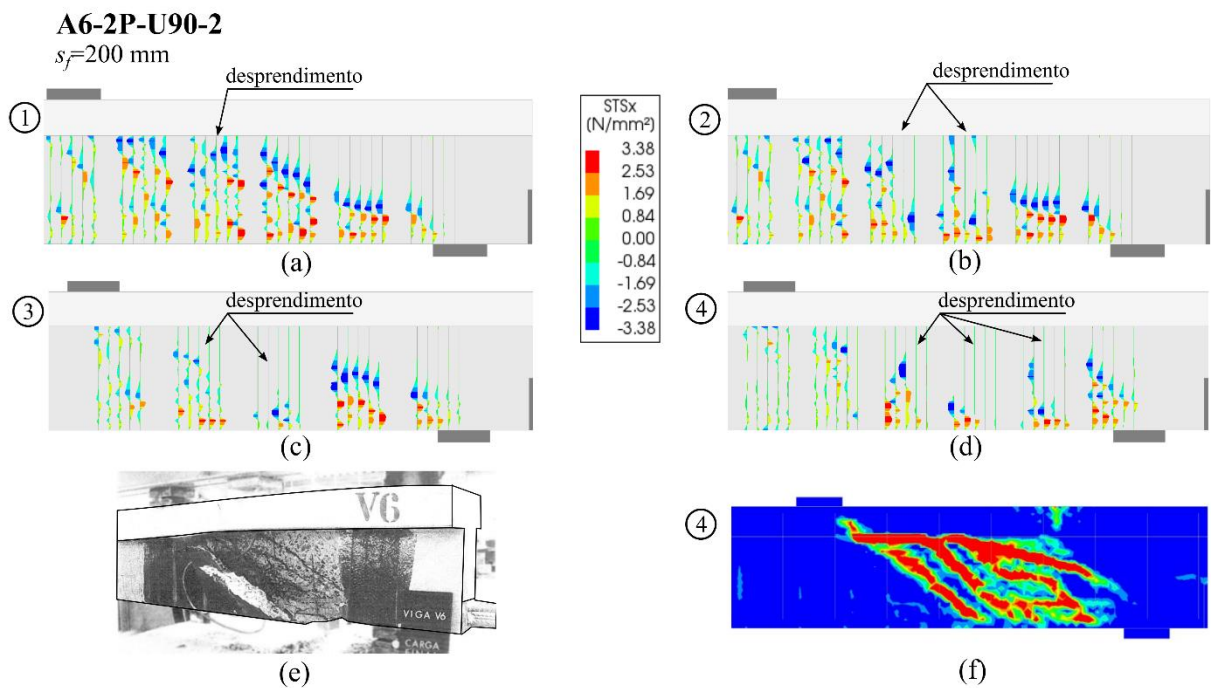 A6-2P-U90-2
s_f=200 mm
1
desprendimento
(a)
STSx
(N/mm²)
3.38
2.53
1.69
0.84
0.00
-0.84
-1.69
-2.53
-3.38
2
desprendimento
(b)
3
desprendimento
(c)
4
desprendimento
(d)
V6
VIGA V6
CARGA
(e)
4
(f)